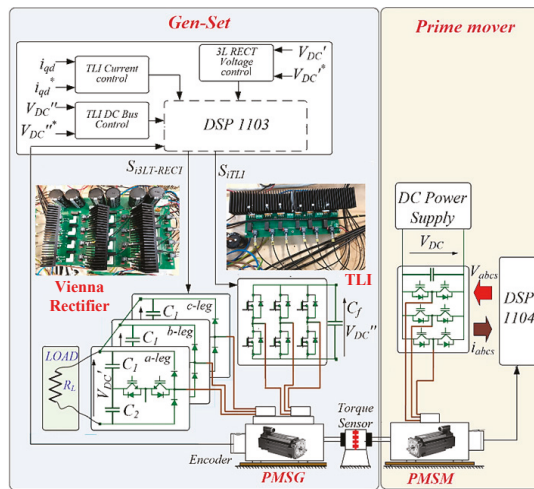 Gen-Set
Prime mover
i_qd
i_qd*
V_DC''
V_DC''*
TLI Current
control
TLI DC Bus
Control
3L RECT
Voltage
control
V_DC'
V_DC'*
DSP 1103
S_i3LT-RECT
S_iTLI
Vienna
Rectifier
TLI
DC Power
Supply
V_DC
V_abcs
i_abcs
DSP
1104
c-leg
C_1
b-leg
C_1
a-leg
C_1
C_2
V_DC'
LOAD
R_L
C_f
V_DC''
Torque
Sensor
Encoder
PMSG
PMSM